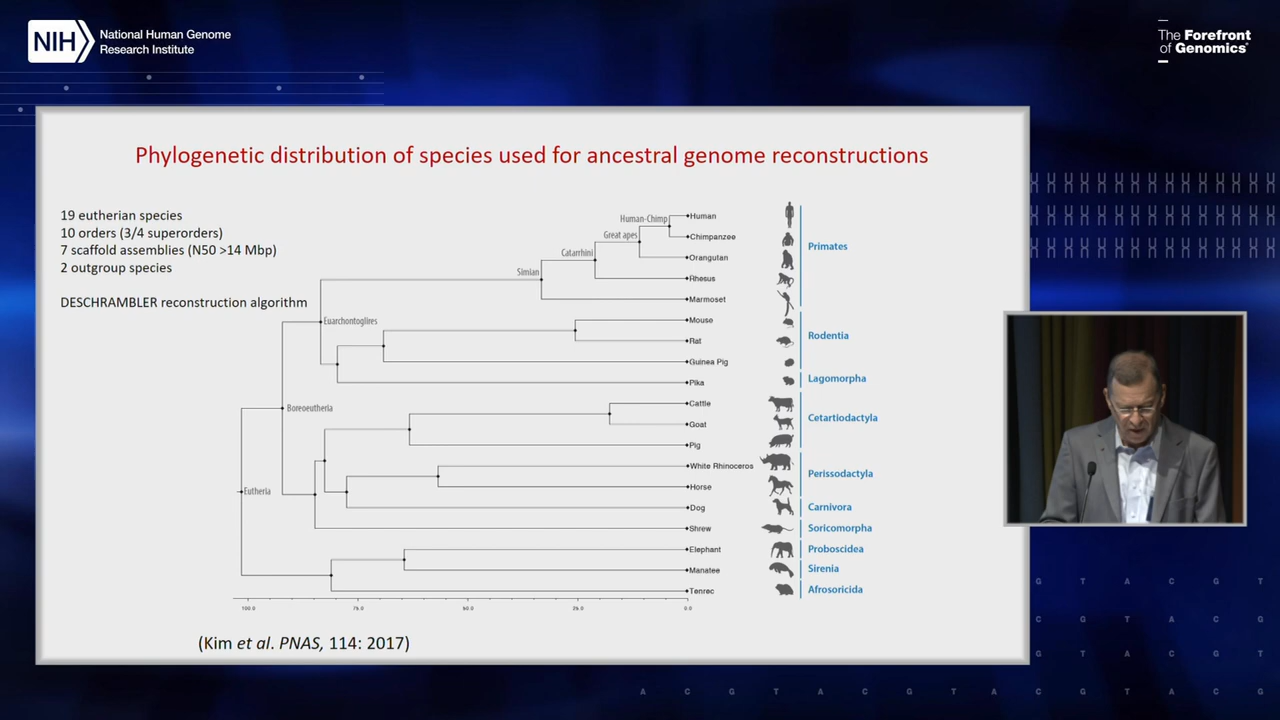 NIH
National Human Genome
Research Institute
The Forefront
of Genomics®
Phylogenetic distribution of species used for ancestral genome reconstructions
19 eutherian species
10 orders (3/4 superorders)
7 scaffold assemblies (N50 >14 Mbp)
2 outgroup species
DESCHRAMBLER reconstruction algorithm
Human-Chimp
Great apes
Catarrhini
Simian
Euarchontoglires
Boreoeutheria
Eutheria
Human
Chimpanzee
Orangutan
Rhesus
Marmoset
Mouse
Rat
Guinea Pig
Pika
Cattle
Goat
Pig
White Rhinoceros
Horse
Dog
Shrew
Elephant
Manatee
Tenrec
Primates
Rodentia
Lagomorpha
Cetartiodactyla
Perissodactyla
Carnivora
Soricomorpha
Proboscidea
Sirenia
Afrosoricida
100.0 75.0 50.0 25.0 0.0
(Kim et al. PNAS, 114: 2017)
G T A C G T
A C G T A C
C G T A C G
G T A C G T
A C G T A C G T A C G T A C G